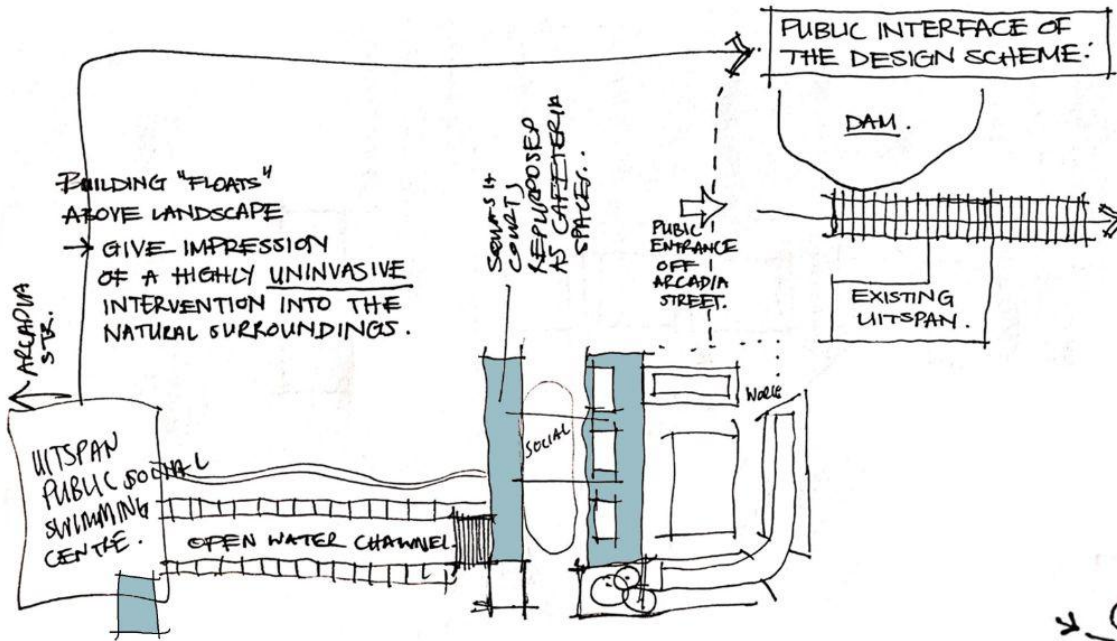 PUBLIC INTERFACE OF
THE DESIGN SCHEME:
DAM.
BUILDING "FLOATS"
ABOVE LANDSCAPE
→ GIVE IMPRESSION
OF A HIGHLY UNINVASIVE
INTERVENTION INTO THE
NATURAL SURROUNDINGS.
SQUASH
COURTS
REPURPOSED
AS CAFETERIA
SPACES..
PUBLIC
ENTRANCE
OFF
ARCADIA
STREET.
EXISTING
UITSPAN.
ARCADIA
STR.
UITSPAN
PUBLIC SOCIAL
SWIMMING
CENTRE.
OPEN WATER CHANNEL.
SOCIAL
WORK